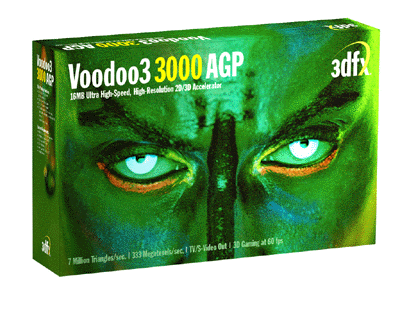 Voodoo3 3000 AGP
16MB Ultra High-Speed, High-Resolution 2D/3D Accelerator
3dfx
7 Million Triangles/sec. | 333 Megatexels/sec. | TV/S-Video Out | 3D Gaming at 60 fps
3dfx